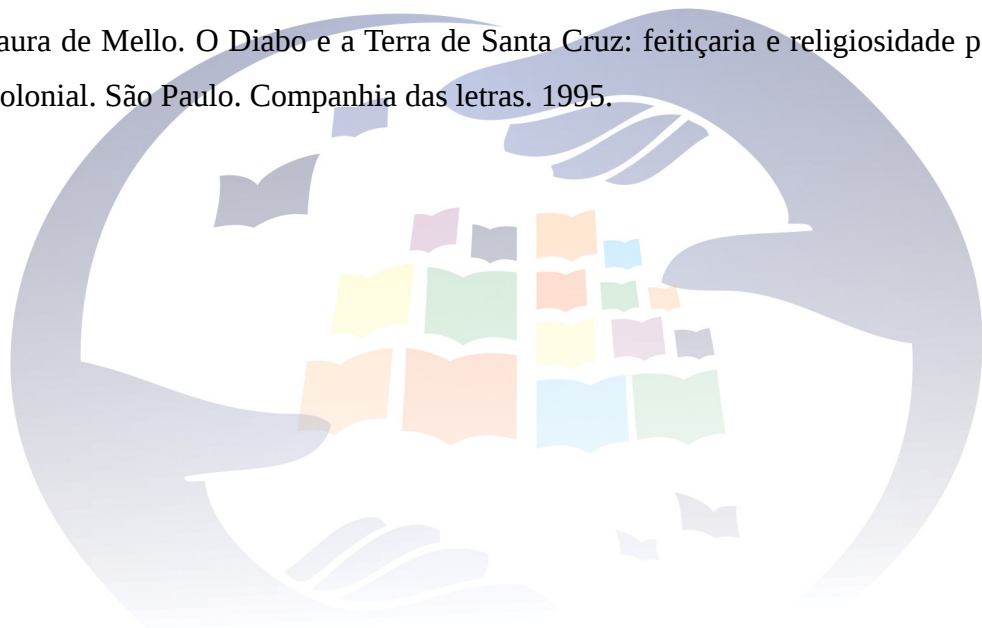 aura de Mello. O Diabo e a Terra de Santa Cruz: feitiçaria e religiosidade p
olonial. São Paulo. Companhia das letras. 1995.